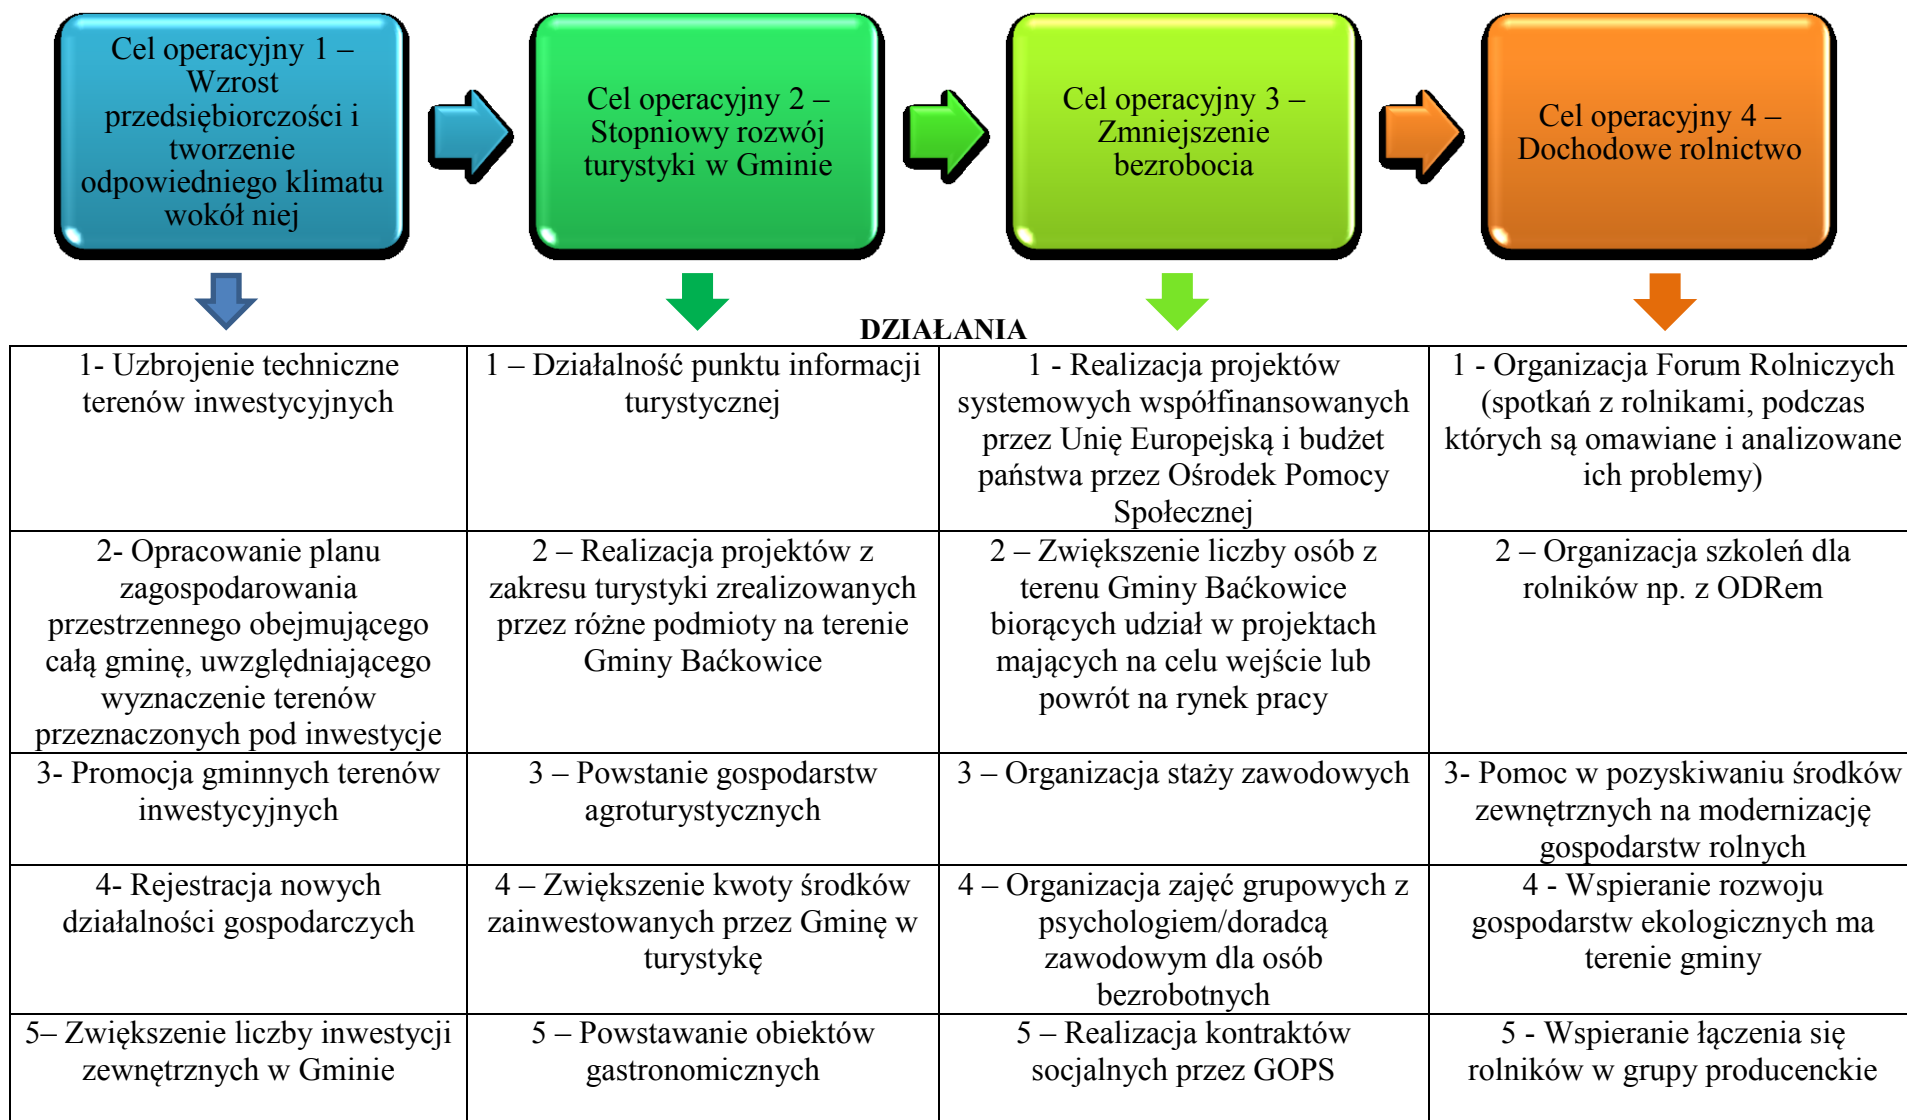 Cel operacyjny 1 –
Wzrost
przedsiębiorczości i
tworzenie
odpowiedniego klimatu
wokół niej
Cel operacyjny 2 –
Stopniowy rozwój
turystyki w Gminie
Cel operacyjny 3 –
Zmniejszenie
bezrobocia
Cel operacyjny 4 –
Dochodowe rolnictwo
DZIAŁANIA
1- Uzbrojenie techniczne
terenów inwestycyjnych
1 – Działalność punktu informacji
turystycznej
1 - Realizacja projektów
systemowych współfinansowanych
przez Unię Europejską i budżet
państwa przez Ośrodek Pomocy
Społecznej
1 - Organizacja Forum Rolniczych
(spotkań z rolnikami, podczas
których są omawiane i analizowane
ich problemy)
2- Opracowanie planu
zagospodarowania
przestrzennego obejmującego
całą gminę, uwzględniającego
wyznaczenie terenów
przeznaczonych pod inwestycje
2 – Realizacja projektów z
zakresu turystyki zrealizowanych
przez różne podmioty na terenie
Gminy Baćkowice
2 – Zwiększenie liczby osób z
terenu Gminy Baćkowice
biorących udział w projektach
mających na celu wejście lub
powrót na rynek pracy
2 – Organizacja szkoleń dla
rolników np. z ODRem
3- Promocja gminnych terenów
inwestycyjnych
3 – Powstanie gospodarstw
agroturystycznych
3 – Organizacja staży zawodowych
3- Pomoc w pozyskiwaniu środków
zewnętrznych na modernizację
gospodarstw rolnych
4- Rejestracja nowych
działalności gospodarczych
4 – Zwiększenie kwoty środków
zainwestowanych przez Gminę w
turystykę
4 – Organizacja zajęć grupowych z
psychologiem/doradcą
zawodowym dla osób
bezrobotnych
4 - Wspieranie rozwoju
gospodarstw ekologicznych ma
terenie gminy
5– Zwiększenie liczby inwestycji
zewnętrznych w Gminie
5 – Powstawanie obiektów
gastronomicznych
5 – Realizacja kontraktów
socjalnych przez GOPS
5 - Wspieranie łączenia się
rolników w grupy producenckie